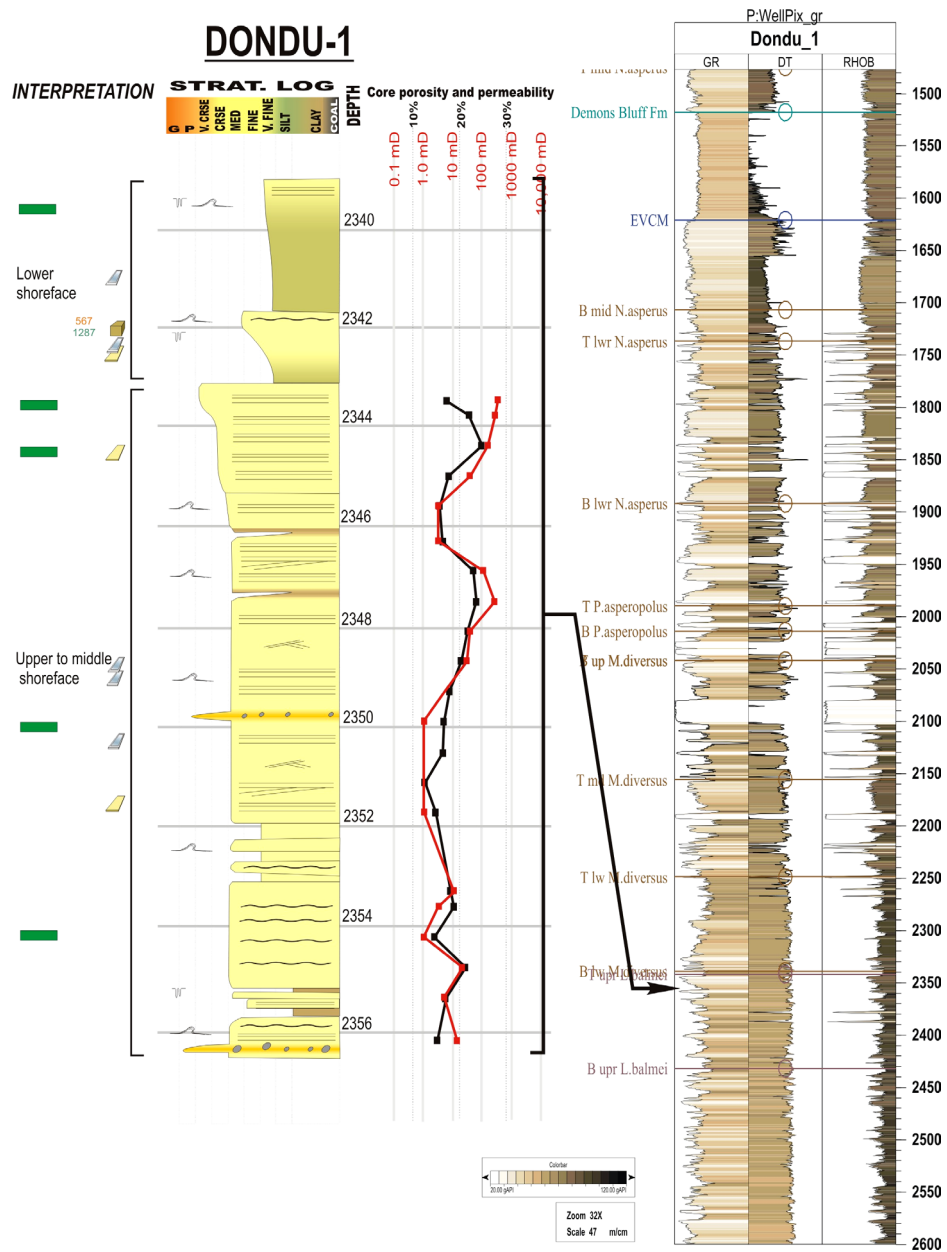 DONDU-1
INTERPRETATION
STRAT. LOG
G
P
V. CRSE
CRSE
MED
FINE
V. FINE
SILT
CLAY
COAL
DEPTH
Core porosity and permeability
10%
20%
30%
0.1 mD
1.0 mD
10 mD
100 mD
1000 mD
10,000 mD
2340
Lower
shoreface
567
1287
2342
2344
2346
2348
Upper to middle
shoreface
2350
2352
2354
2356
P:WellPix_gr
Dondu_1
GR
DT
RHOB
Demons Bluff Fm
EVCM
B mid N.asperus
T lwr N.asperus
B lwr N.asperus
T P.asperopolus
B P.asperopolus
B up M.diversus
T md M.diversus
T lw M.diversus
B lw M.diversus
B upr L.balmei
1500
1550
1600
1650
1700
1750
1800
1850
1900
1950
2000
2050
2100
2150
2200
2250
2300
2350
2400
2450
2500
2550
2600
Colorbar
20.00 gAPI
120.00 gAPI
Zoom 32X
Scale 47 m/cm